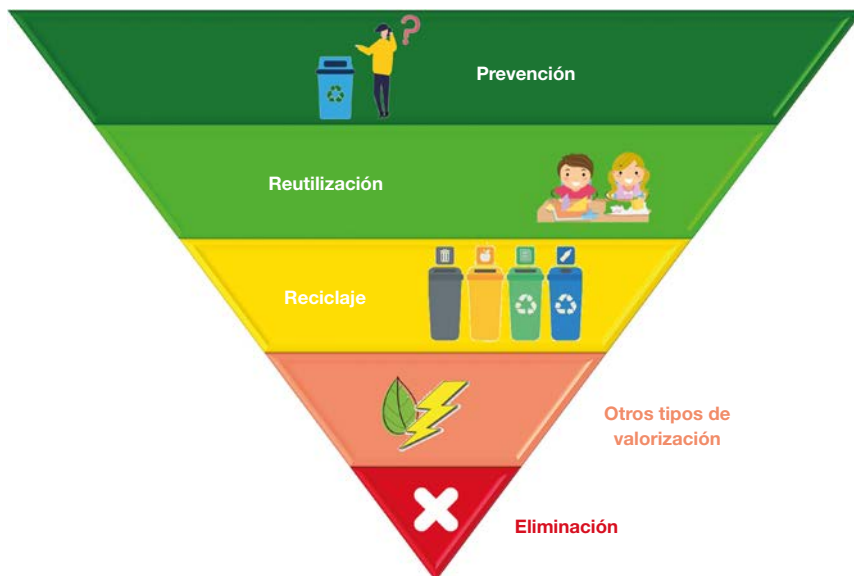 Prevención
Reutilización
Reciclaje
Otros tipos de
valorización
Eliminación